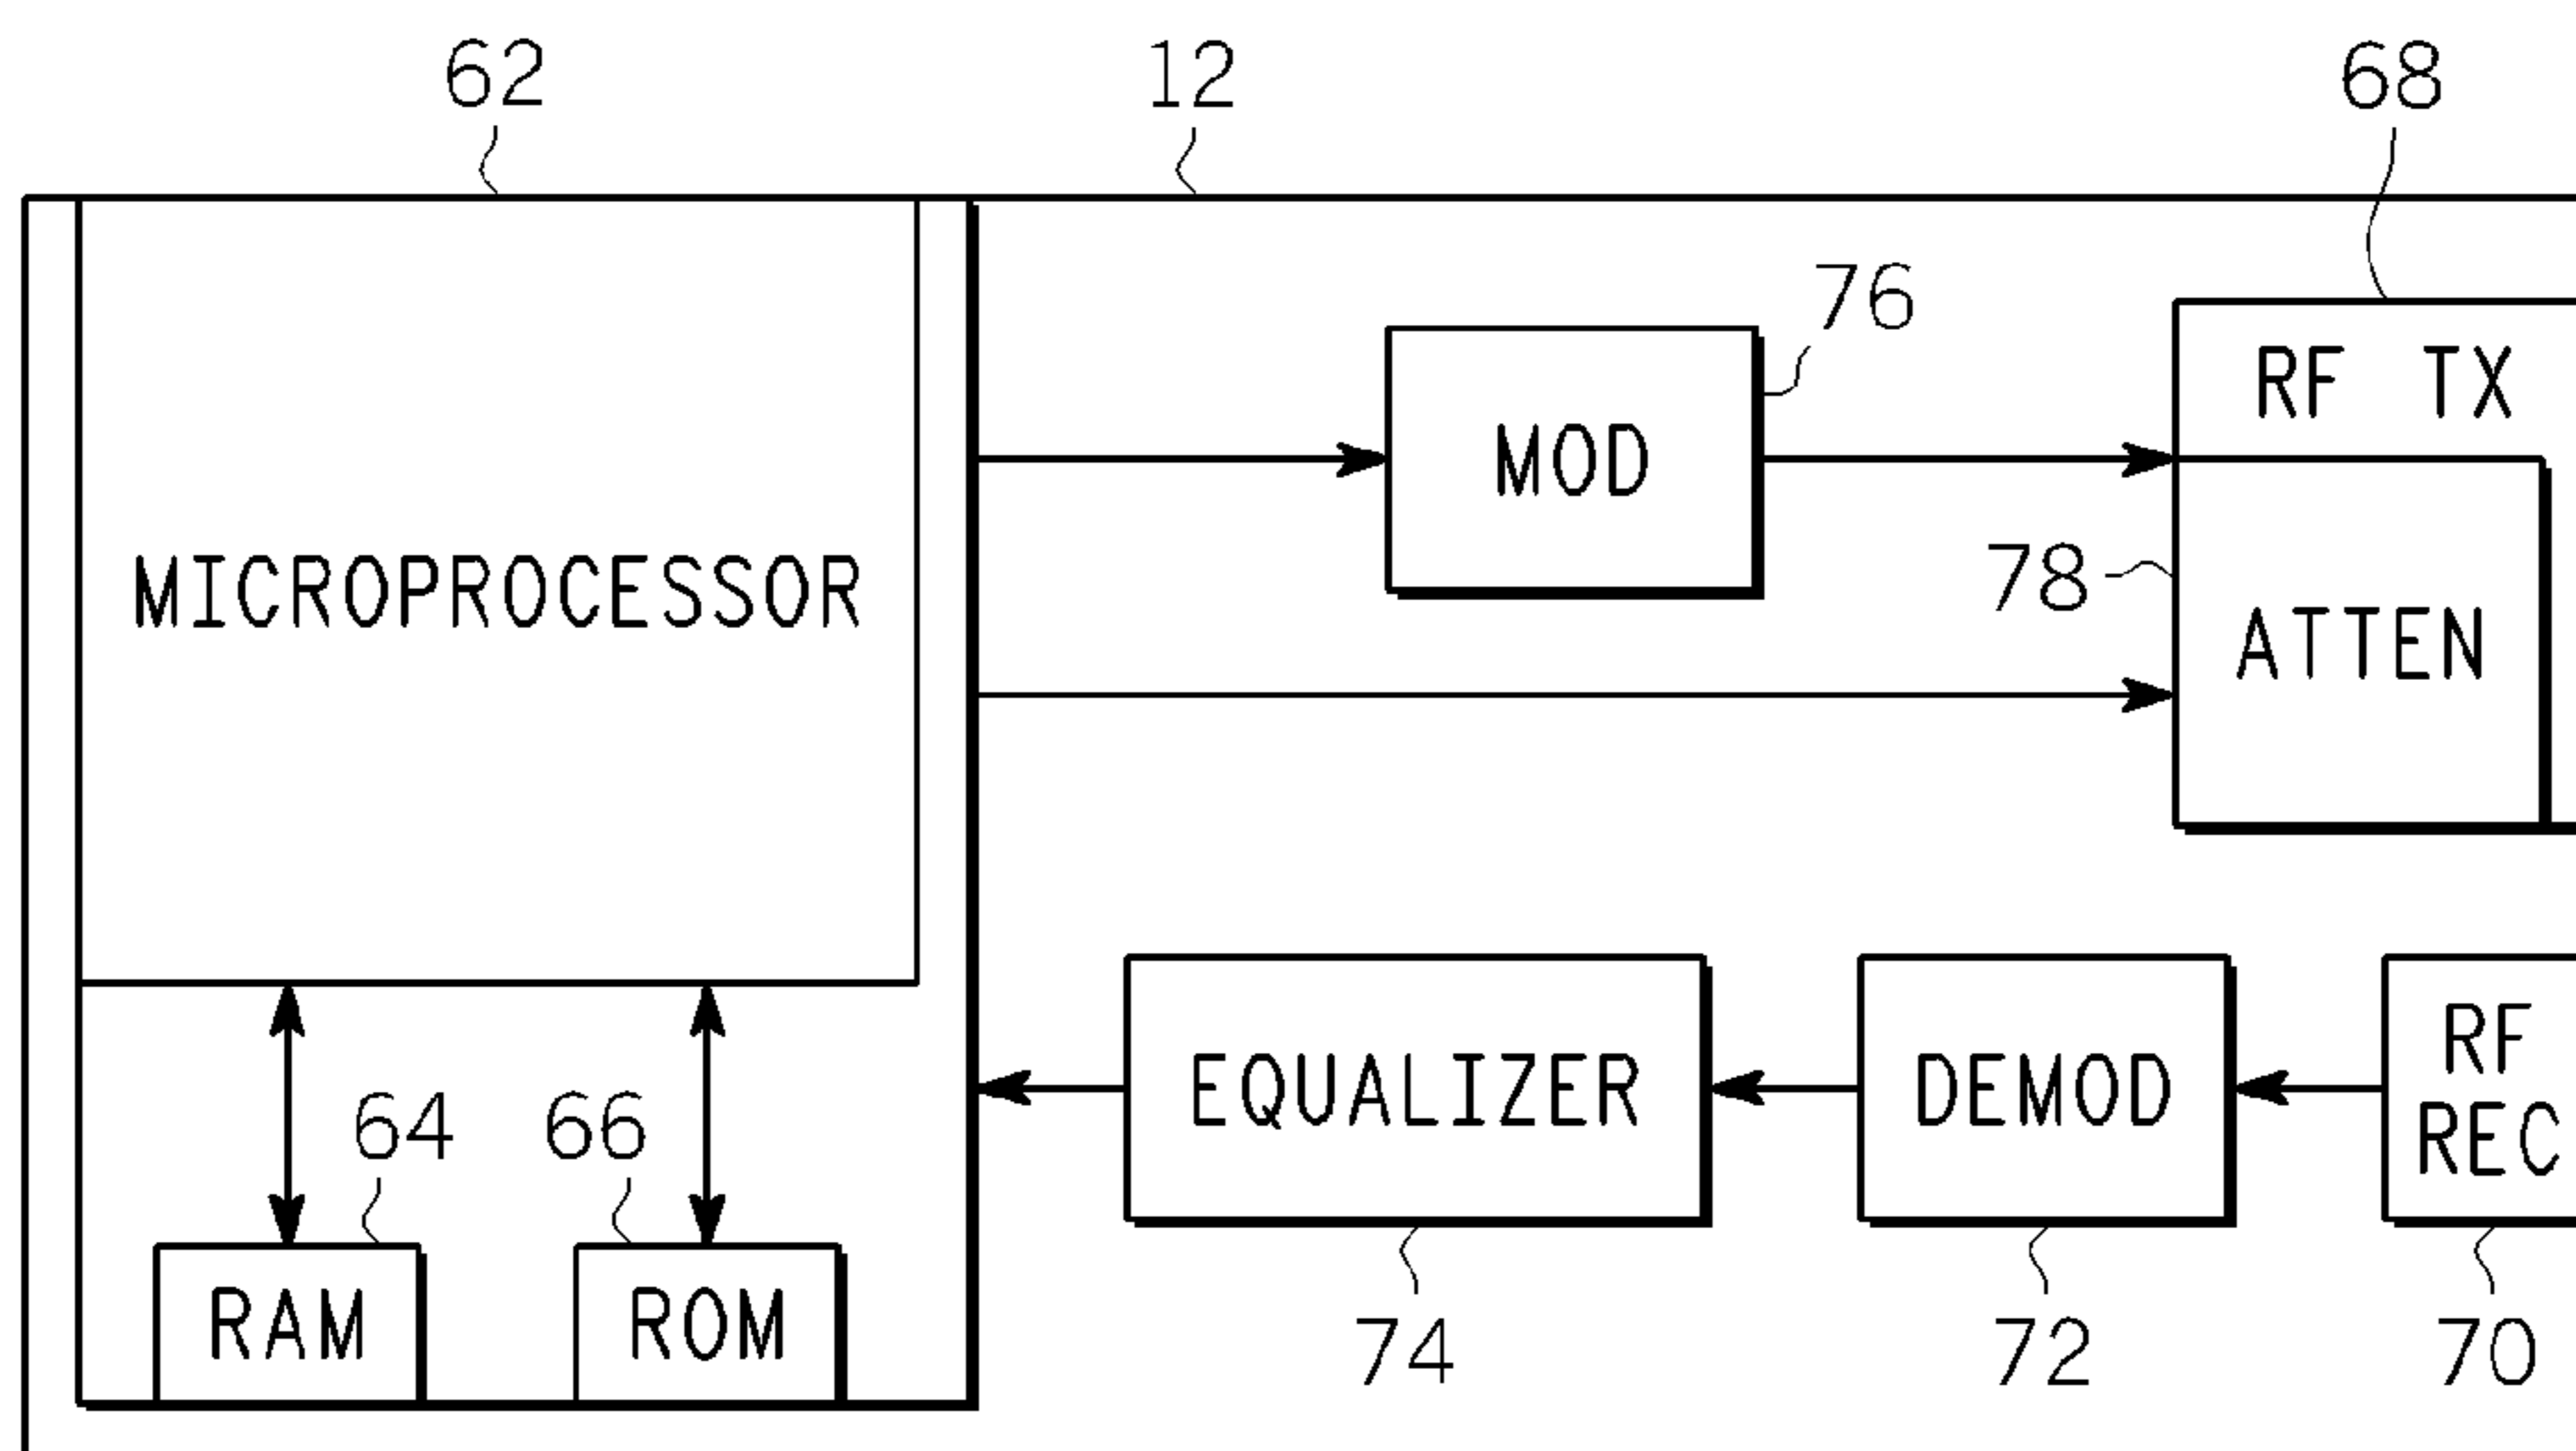 62
12
68
76
RF TX
MOD
MICROPROCESSOR
78
ATTEN
RF
REC
EQUALIZER
DEMOD
64
66
RAM
ROM
74
72
70